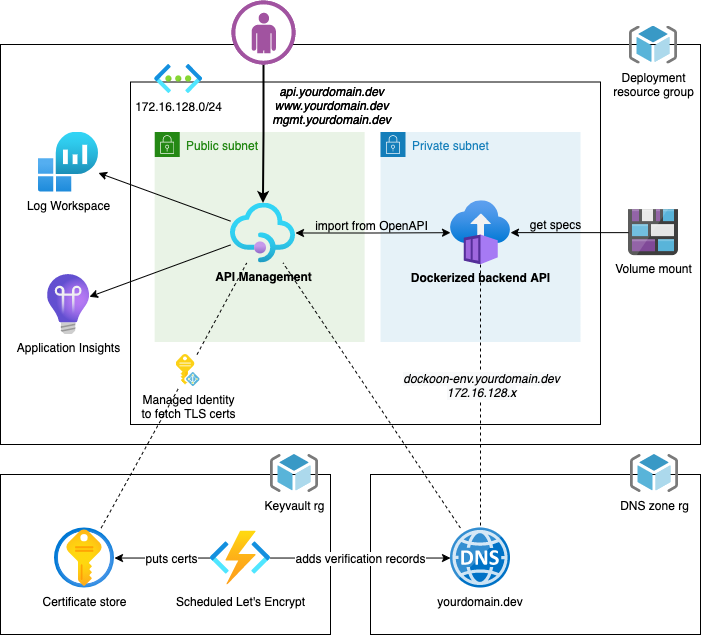 Deployment
resource group
172.16.128.0/24
api.yourdomain.dev
www.yourdomain.dev
mgmt.yourdomain.dev
Public subnet
Private subnet
Log Workspace
import from OpenAPI
get specs
API Management
Dockerized backend API
Volume mount
Application Insights
dockoon-env.yourdomain.dev
172.16.128.x
Managed Identity
to fetch TLS certs
Keyvault rg
DNS zone rg
puts certs
adds verification records
DNS
Certificate store
Scheduled Let's Encrypt
yourdomain.dev